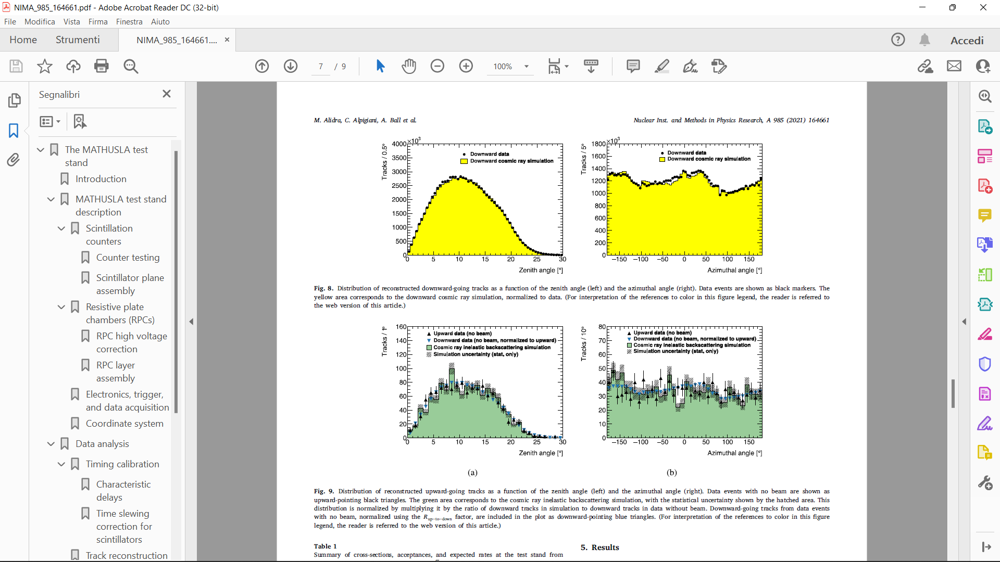 NIMA_985_164661.pdf - Adobe Acrobat Reader DC (32-bit)
File Modifica Vista Firma Finestra Aiuto
Home Strumenti NIMA_985_164661.... Accedi
7 / 9 100%
Segnalibri
The MATHUSLA test
stand
Introduction
MATHUSLA test stand
description
Scintillation
counters
Counter testing
Scintillator plane
assembly
Resistive plate
chambers (RPCs)
RPC high voltage
correction
RPC layer
assembly
Electronics, trigger,
and data acquisition
Coordinate system
Data analysis
Timing calibration
Characteristic
delays
Time slewing
correction for
scintillators
Track reconstruction
M. Alidra, C. Alpigiani, A. Ball et al.
Nuclear Inst. and Methods in Physics Research, A 985 (2021) 164661
×10³
Tracks / 0.5°
4000
3500
3000
2500
2000
1500
1000
500
0
Downward data
Downward cosmic ray simulation
0 5 10 15 20 25 30
Zenith angle [°]
×10³
Tracks / 5°
1800
1600
1400
1200
1000
800
600
400
200
0
Downward data
Downward cosmic ray simulation
−150 −100 −50 0 50 100 150
Azimuthal angle [°]
Fig. 8. Distribution of reconstructed downward-going tracks as a function of the zenith angle (left) and the azimuthal angle (right). Data events are shown as black markers. The
yellow area corresponds to the downward cosmic ray simulation, normalized to data. (For interpretation of the references to color in this figure legend, the reader is referred to
the web version of this article.)
Tracks / 1°
160
140
120
100
80
60
40
20
0
Upward data (no beam)
Downward data (no beam, normalized to upward)
Cosmic ray inelastic backscattering simulation
Simulation uncertainty (stat. only)
0 5 10 15 20 25 30
Zenith angle [°]
(a)
Tracks / 10°
80
70
60
50
40
30
20
10
0
Upward data (no beam)
Downward data (no beam, normalized to upward)
Cosmic ray inelastic backscattering simulation
Simulation uncertainty (stat. only)
−150 −100 −50 0 50 100 150
Azimuthal angle [°]
(b)
Fig. 9. Distribution of reconstructed upward-going tracks as a function of the zenith angle (left) and the azimuthal angle (right). Data events with no beam are shown as
upward-pointing black triangles. The green area corresponds to the cosmic ray inelastic backscattering simulation, with the statistical uncertainty shown by the hatched area. This
distribution is normalized by multiplying it by the ratio of downward tracks in simulation to downward tracks in data without beam. Downward-going tracks from data events
with no beam, normalized using the R up−to−down factor, are included in the plot as downward-pointing blue triangles. (For interpretation of the references to color in this figure
legend, the reader is referred to the web version of this article.)
Table 1
Summary of cross-sections, acceptances, and expected rates at the test stand from
5. Results